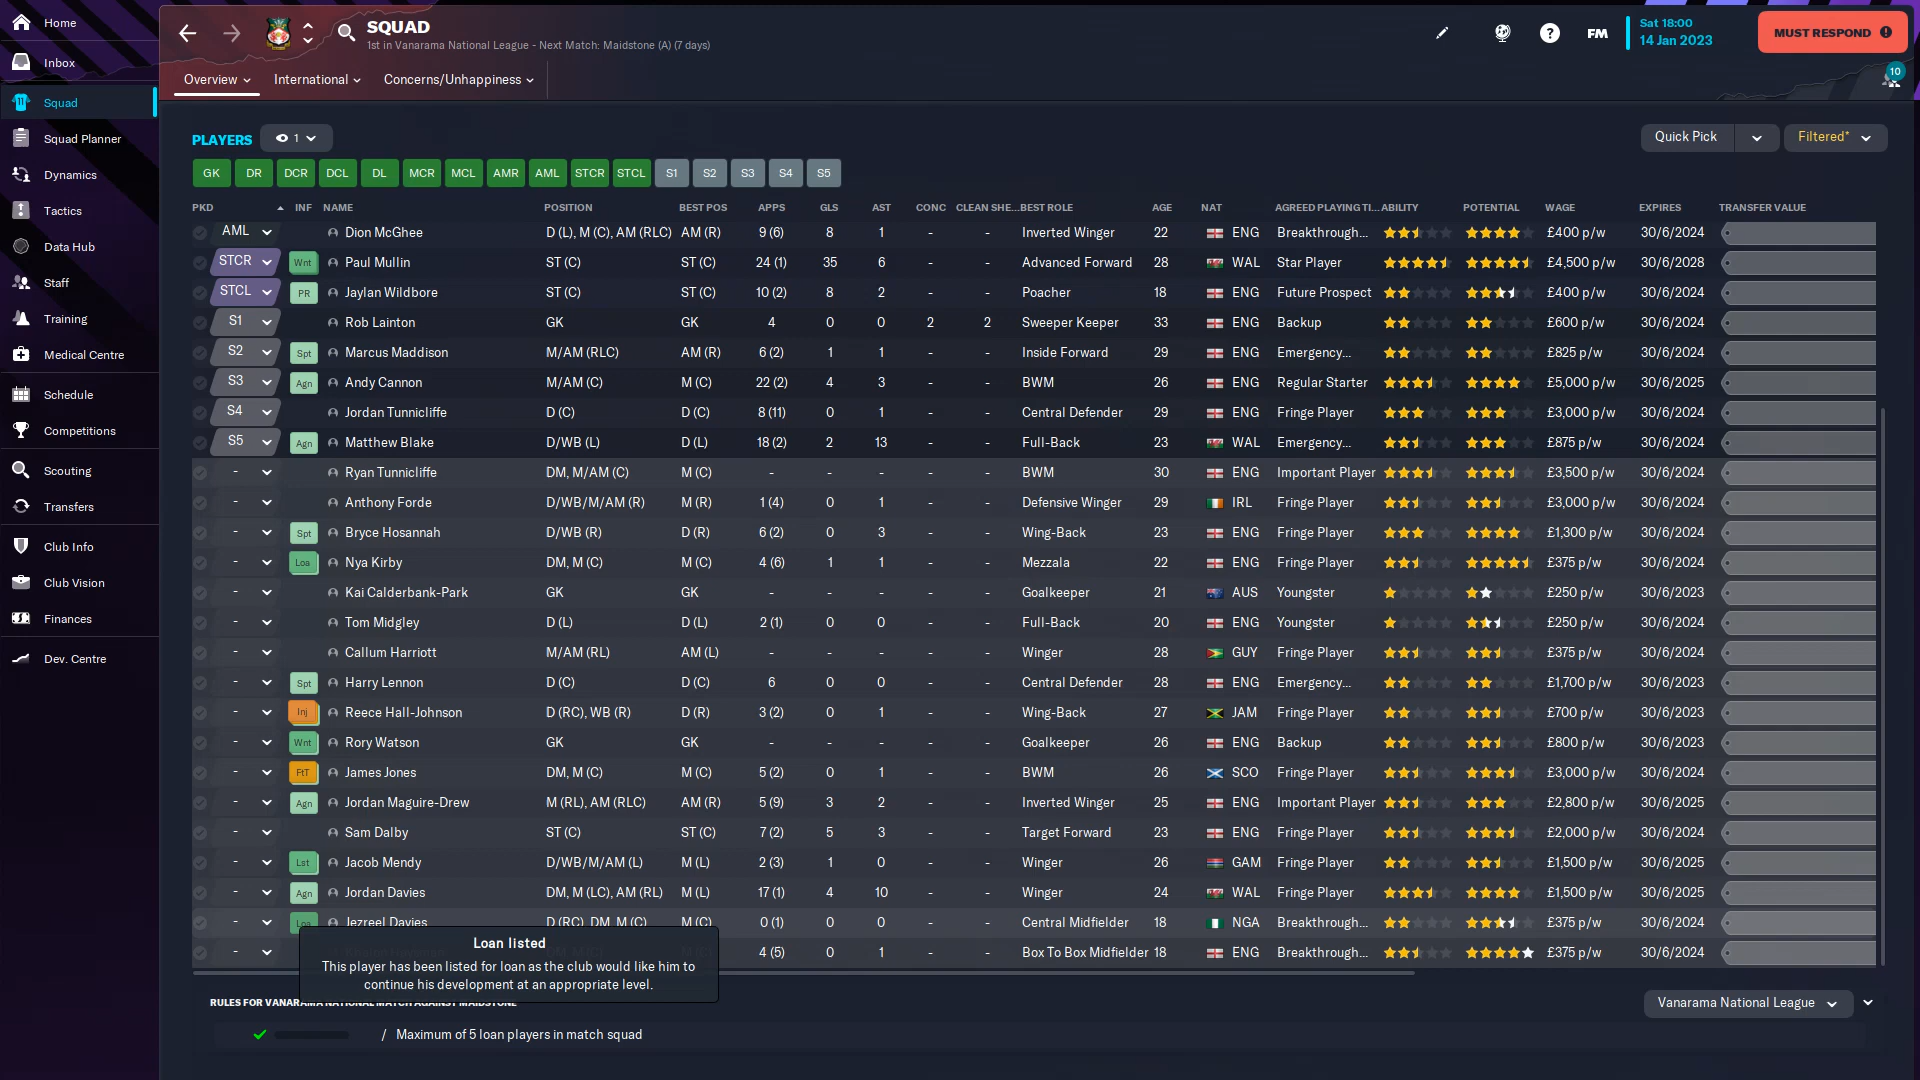 Home
Inbox
Squad
Squad Planner
Dynamics
Tactics
Data Hub
Staff
Training
Medical Centre
Schedule
Competitions
Scouting
Transfers
Club Info
Club Vision
Finances
Dev. Centre
SQUAD
1st in Vanarama National League - Next Match: Maidstone (A) (7 days)
FM
Sat 18:00
14 Jan 2023
MUST RESPOND
10
Overview International Concerns/Unhappiness
PLAYERS 1 Quick Pick Filtered*
GK DR DCR DCL DL MCR MCL AMR AML STCR STCL S1 S2 S3 S4 S5
PKD INF NAME POSITION BEST POS APPS GLS AST CONC CLEAN SHE... BEST ROLE AGE NAT AGREED PLAYING TI... ABILITY POTENTIAL WAGE EXPIRES TRANSFER VALUE
AML Dion McGhee D (L), M (C), AM (RLC) AM (R) 9 (6) 8 1 - - Inverted Winger 22 ENG Breakthrough... £400 p/w 30/6/2024
STCR Wnt Paul Mullin ST (C) ST (C) 24 (1) 35 6 - - Advanced Forward 28 WAL Star Player £4,500 p/w 30/6/2028
STCL PR Jaylan Wildbore ST (C) ST (C) 10 (2) 8 2 - - Poacher 18 ENG Future Prospect £400 p/w 30/6/2024
S1 Rob Lainton GK GK 4 0 0 2 2 Sweeper Keeper 33 ENG Backup £600 p/w 30/6/2024
S2 Spt Marcus Maddison M/AM (RLC) AM (R) 6 (2) 1 1 - - Inside Forward 29 ENG Emergency... £825 p/w 30/6/2024
S3 Agn Andy Cannon M/AM (C) M (C) 22 (2) 4 3 - - BWM 26 ENG Regular Starter £5,000 p/w 30/6/2025
S4 Jordan Tunnicliffe D (C) D (C) 8 (11) 0 1 - - Central Defender 29 ENG Fringe Player £3,000 p/w 30/6/2024
S5 Agn Matthew Blake D/WB (L) D (L) 18 (2) 2 13 - - Full-Back 23 WAL Emergency... £875 p/w 30/6/2024
- Ryan Tunnicliffe DM, M/AM (C) M (C) - - - - - BWM 30 ENG Important Player £3,500 p/w 30/6/2024
- Anthony Forde D/WB/M/AM (R) M (R) 1 (4) 0 1 - - Defensive Winger 29 IRL Fringe Player £3,000 p/w 30/6/2024
- Spt Bryce Hosannah D/WB (R) D (R) 6 (2) 0 3 - - Wing-Back 23 ENG Fringe Player £1,300 p/w 30/6/2024
- Loa Nya Kirby DM, M (C) M (C) 4 (6) 1 1 - - Mezzala 22 ENG Fringe Player £375 p/w 30/6/2024
- Kai Calderbank-Park GK GK - - - - - Goalkeeper 21 AUS Youngster £250 p/w 30/6/2023
- Tom Midgley D (L) D (L) 2 (1) 0 0 - - Full-Back 20 ENG Youngster £250 p/w 30/6/2024
- Callum Harriott M/AM (RL) AM (L) - - - - - Winger 28 GUY Fringe Player £375 p/w 30/6/2024
- Spt Harry Lennon D (C) D (C) 6 0 0 - - Central Defender 28 ENG Emergency... £1,700 p/w 30/6/2023
- Inj Reece Hall-Johnson D (RC), WB (R) D (R) 3 (2) 0 1 - - Wing-Back 27 JAM Fringe Player £700 p/w 30/6/2023
- Wnt Rory Watson GK GK - - - - - Goalkeeper 26 ENG Backup £800 p/w 30/6/2023
- FtT James Jones DM, M (C) M (C) 5 (2) 0 1 - - BWM 26 SCO Fringe Player £3,000 p/w 30/6/2024
- Agn Jordan Maguire-Drew M (RL), AM (RLC) AM (R) 5 (9) 3 2 - - Inverted Winger 25 ENG Important Player £2,800 p/w 30/6/2025
- Sam Dalby ST (C) ST (C) 7 (2) 5 3 - - Target Forward 23 ENG Fringe Player £2,000 p/w 30/6/2024
- Lst Jacob Mendy D/WB/M/AM (L) M (L) 2 (3) 1 0 - - Winger 26 GAM Fringe Player £1,500 p/w 30/6/2025
- Agn Jordan Davies DM, M (LC), AM (RL) M (L) 17 (1) 4 10 - - Winger 24 WAL Fringe Player £1,500 p/w 30/6/2025
- Loa Jezreel Davies D (RC), DM, M (C) M (C) 0 (1) 0 0 - - Central Midfielder 18 NGA Breakthrough... £375 p/w 30/6/2024
- 4 (5) 0 1 - - Box To Box Midfielder 18 ENG Breakthrough... £375 p/w 30/6/2024
Loan listed
This player has been listed for loan as the club would like him to
continue his development at an appropriate level.
RULES FOR VANARAMA NATIONAL MATCH AGAINST MAIDSTONE
Vanarama National League
/ Maximum of 5 loan players in match squad